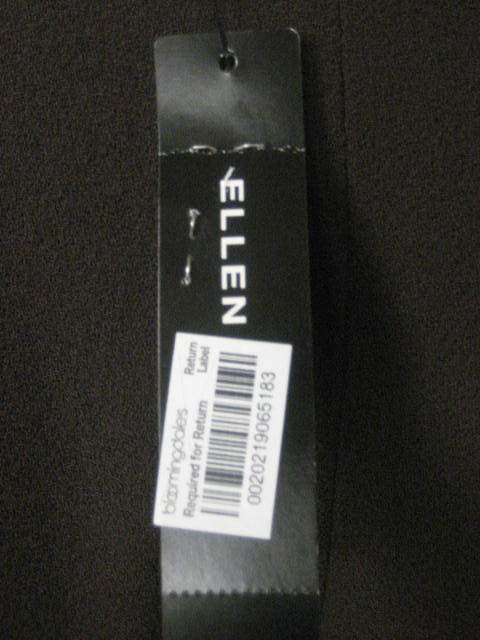 ELLEN
bloomingdales
Required for Return
Return
Label
0020219065183